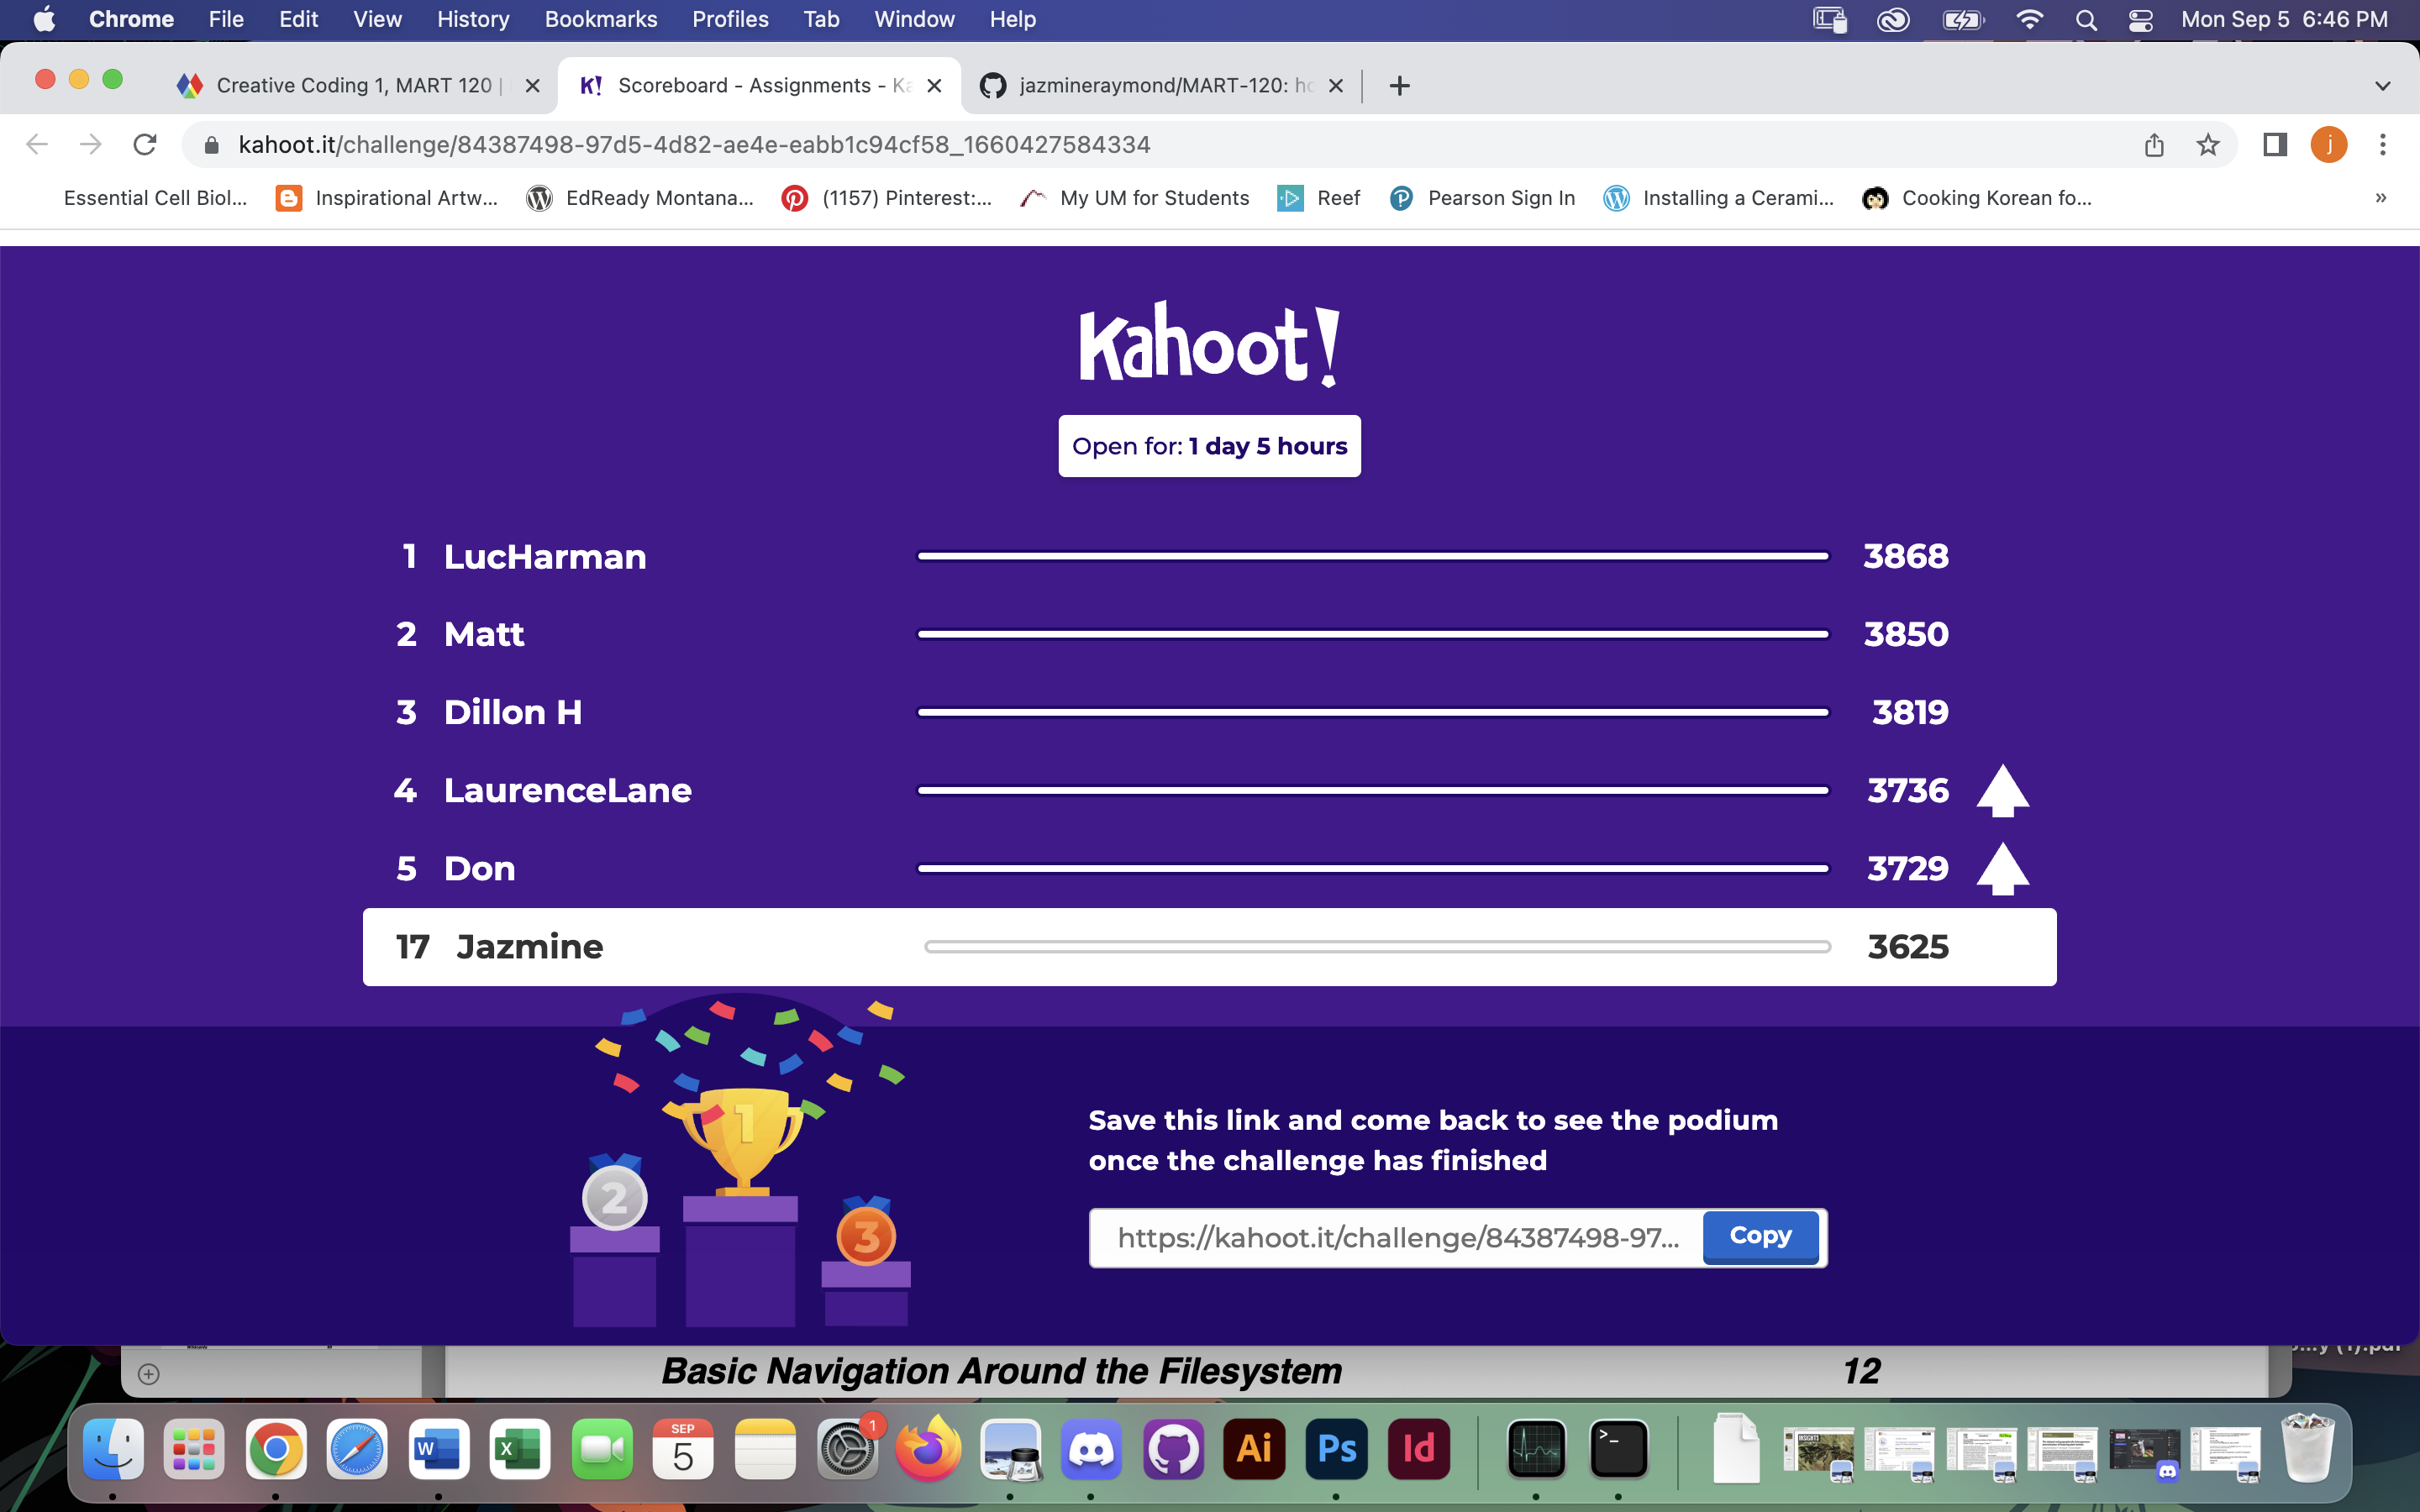 Chrome File Edit View History Bookmarks Profiles Tab Window Help Mon Sep 5 6:46 PM
Creative Coding 1, MART 120 | K! Scoreboard - Assignments - Ka jazmineraymond/MART-120: ho
kahoot.it/challenge/84387498-97d5-4d82-ae4e-eabb1c94cf58_1660427584334 j
Essential Cell Biol... Inspirational Artw... EdReady Montana... (1157) Pinterest:... My UM for Students Reef Pearson Sign In Installing a Cerami... Cooking Korean fo... »
Kahoot!
Open for: 1 day 5 hours
1 LucHarman 3868
2 Matt 3850
3 Dillon H 3819
4 LaurenceLane 3736
5 Don 3729
17 Jazmine 3625
1
2
3
Save this link and come back to see the podium
once the challenge has finished
https://kahoot.it/challenge/84387498-97... Copy
...y (1).pdf
Basic Navigation Around the Filesystem 12
W X SEP 5 1 Ai Ps Id >_